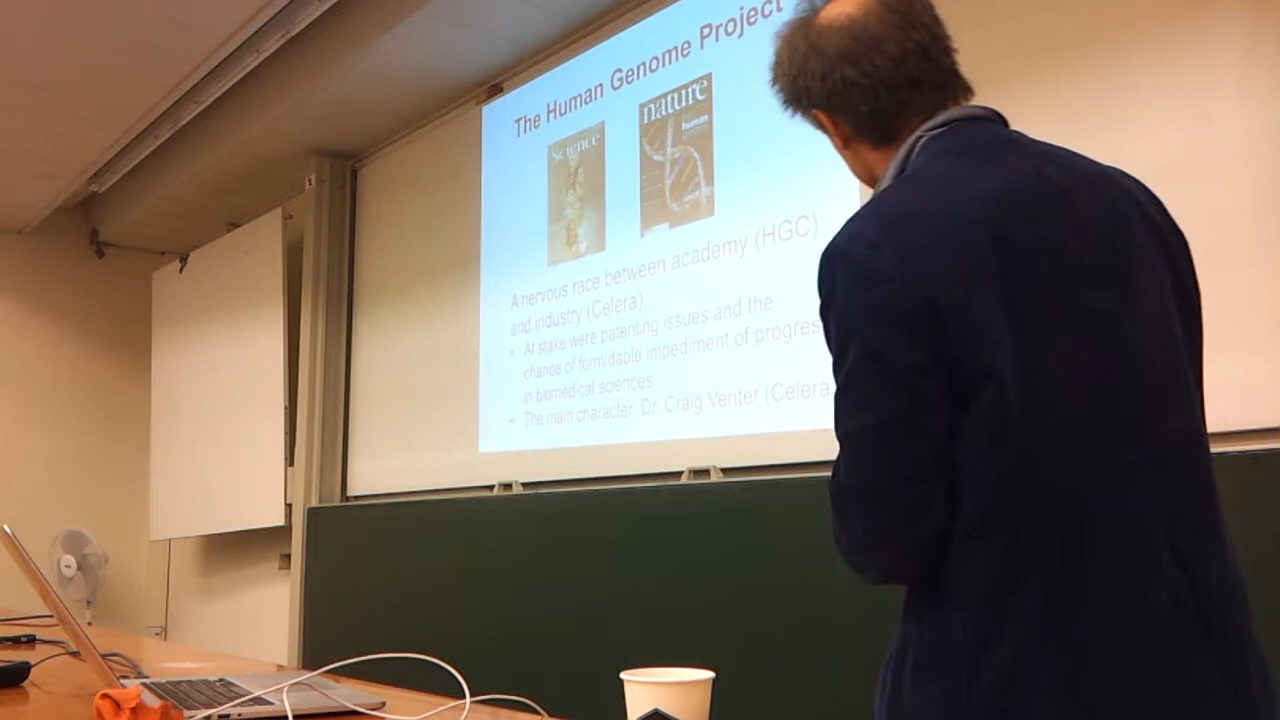 The Human Genome Project
Science
nature
human
A nervous race between academy (HGC)
and industry (Celera)
• At stake were patenting issues and the
chance of formidable impediment of progres
in biomedical sciences
• The main character: Dr. Craig Venter (Celera